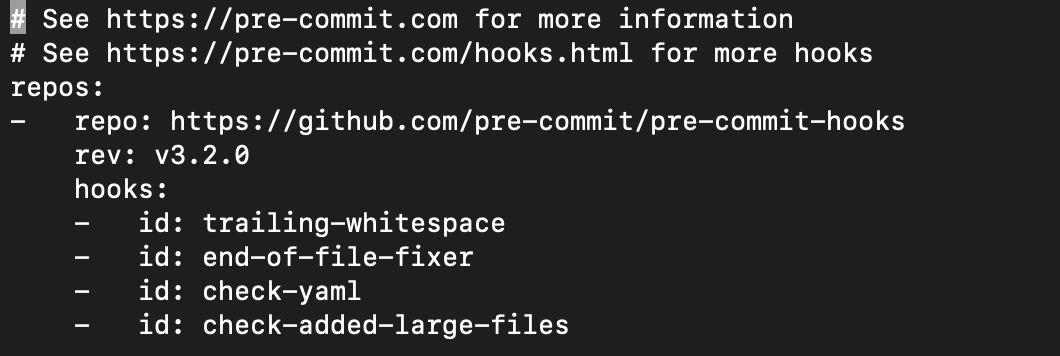 # See https://pre-commit.com for more information
# See https://pre-commit.com/hooks.html for more hooks
repos:
-   repo: https://github.com/pre-commit/pre-commit-hooks
    rev: v3.2.0
    hooks:
    -   id: trailing-whitespace
    -   id: end-of-file-fixer
    -   id: check-yaml
    -   id: check-added-large-files